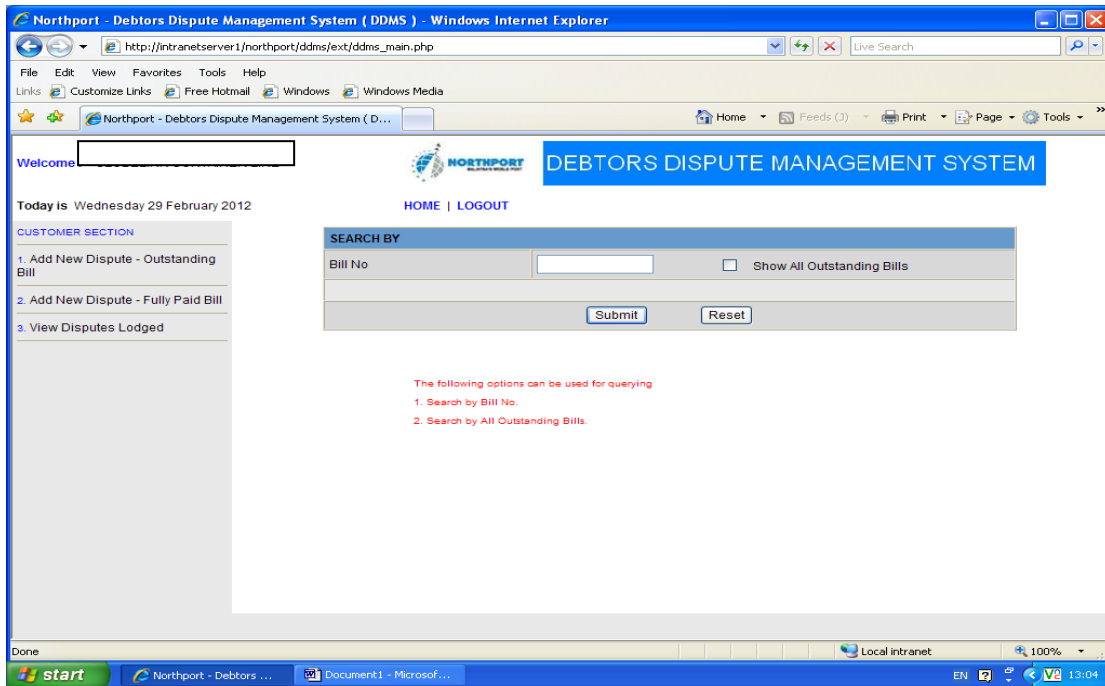 Northport - Debtors Dispute Management System ( DDMS ) - Windows Internet Explorer
http://intranetserver1/northport/ddms/ext/ddms_main.php
Live Search
File Edit View Favorites Tools Help
Links Customize Links Free Hotmail Windows Windows Media
Northport - Debtors Dispute Management System ( D...
Home Feeds (J) Print Page Tools »
Welcome
NORTHPORT
MALAYSIA'S WORLD PORT
DEBTORS DISPUTE MANAGEMENT SYSTEM
Today is Wednesday 29 February 2012
HOME | LOGOUT
CUSTOMER SECTION
1. Add New Dispute - Outstanding
Bill
2. Add New Dispute - Fully Paid Bill
3. View Disputes Lodged
SEARCH BY
Bill No
Show All Outstanding Bills
Submit Reset
The following options can be used for querying
1. Search by Bill No.
2. Search by All Outstanding Bills.
Done
Local intranet
100%
start
Northport - Debtors ...
Document1 - Microsof...
EN
13:04